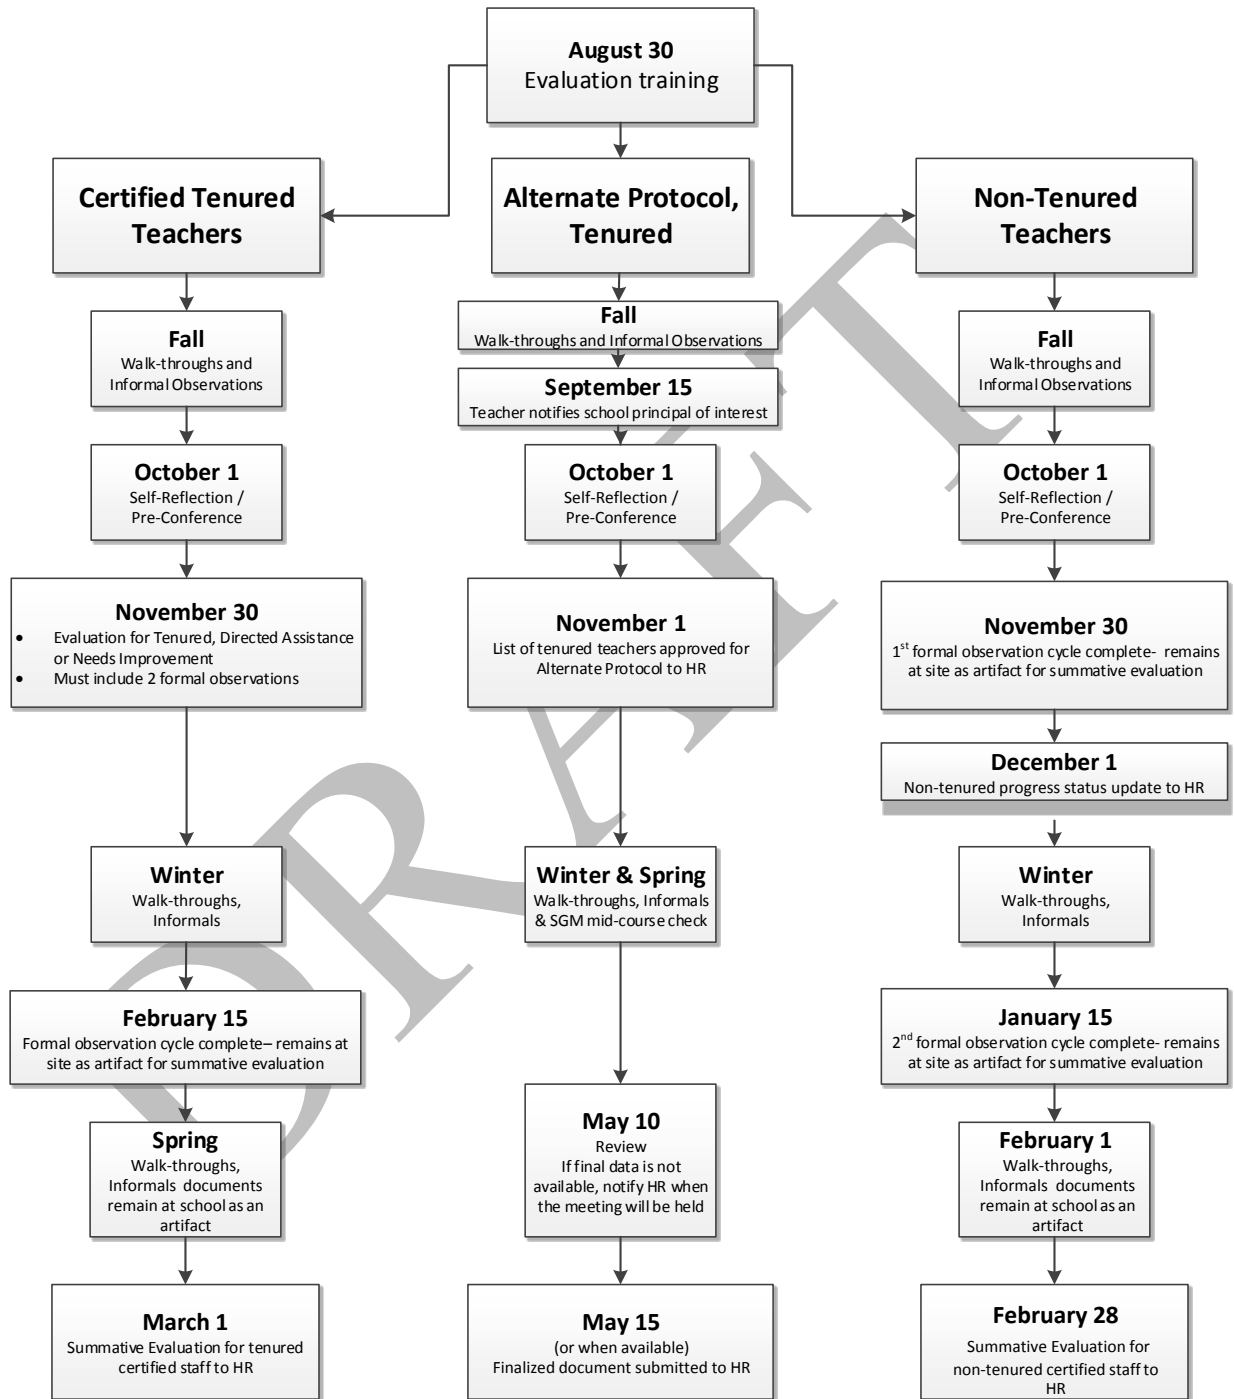 August 30
Evaluation training
Certified Tenured
Teachers
Fall
Walk-throughs and
Informal Observations
October 1
Self-Reflection /
Pre-Conference
November 30
• Evaluation for Tenured, Directed Assistance
or Needs Improvement
• Must include 2 formal observations
Winter
Walk-throughs,
Informals
February 15
Formal observation cycle complete– remains at
site as artifact for summative evaluation
Spring
Walk-throughs,
Informals documents
remain at school as an
artifact
March 1
Summative Evaluation for tenured
certified staff to HR
Alternate Protocol,
Tenured
Fall
Walk-throughs and Informal Observations
September 15
Teacher notifies school principal of interest
October 1
Self-Reflection /
Pre-Conference
November 1
List of tenured teachers approved for
Alternate Protocol to HR
Winter & Spring
Walk-throughs, Informals
& SGM mid-course check
May 10
Review
If final data is not
available, notify HR when
the meeting will be held
May 15
(or when available)
Finalized document submitted to HR
Non-Tenured
Teachers
Fall
Walk-throughs and
Informal Observations
October 1
Self-Reflection /
Pre-Conference
November 30
1st formal observation cycle complete- remains
at site as artifact for summative evaluation
December 1
Non-tenured progress status update to HR
Winter
Walk-throughs,
Informals
January 15
2nd formal observation cycle complete- remains
at site as artifact for summative evaluation
February 1
Walk-throughs,
Informals documents
remain at school as an
artifact
February 28
Summative Evaluation for
non-tenured certified staff to
HR
DRAFT